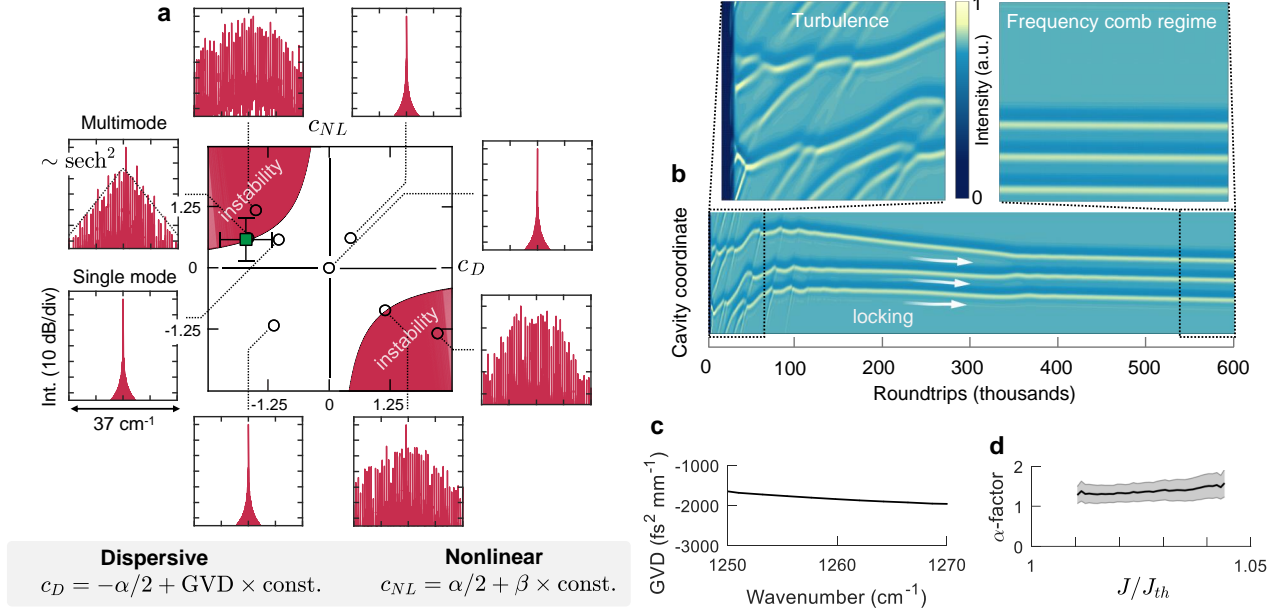 a
Multimode
∼ sech²
Single mode
Int. (10 dB/div)
37 cm⁻¹
c_NL
c_D
instability
instability
1.25
0
-1.25
-1.25
0
1.25
Dispersive
c_D = −α/2 + GVD × const.
Nonlinear
c_NL = α/2 + β × const.
b
Turbulence
1
Intensity (a.u.)
0
Frequency comb regime
Cavity coordinate
locking
0
100
200
300
400
500
600
Roundtrips (thousands)
c
GVD (fs² mm⁻¹)
-1000
-2000
-3000
1250
1260
1270
Wavenumber (cm⁻¹)
d
α-factor
2
1
0
1
1.05
J/J_th